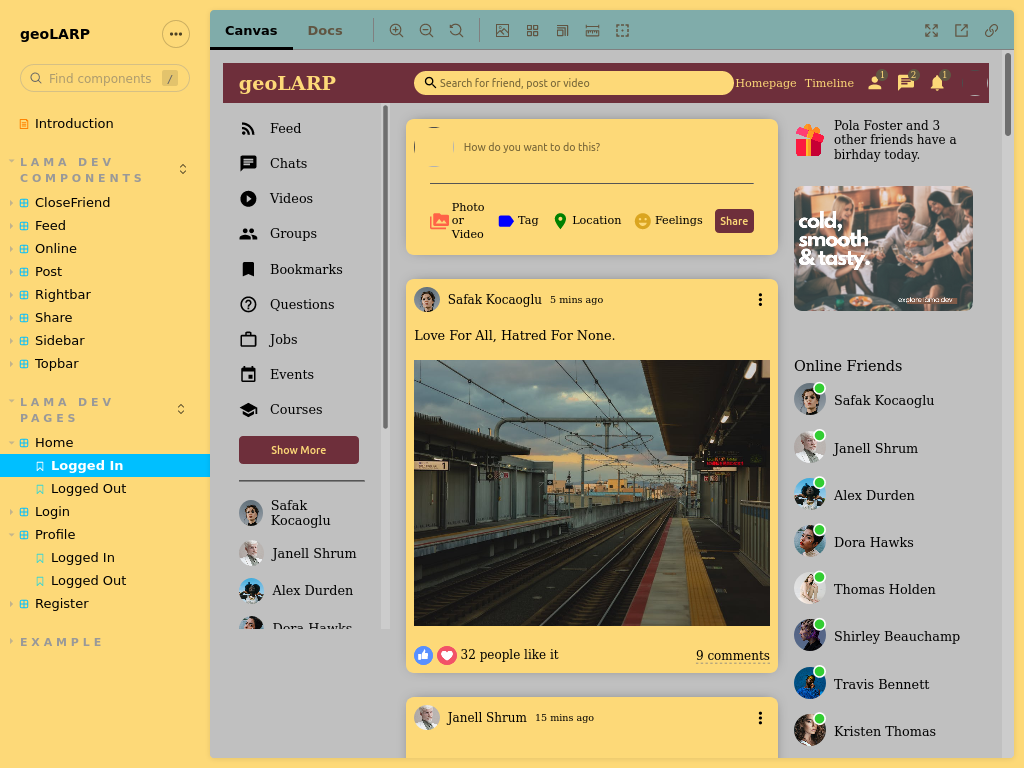 geoLARP
Find components
/
Introduction
LAMA DEV
COMPONENTS
CloseFriend
Feed
Online
Post
Rightbar
Share
Sidebar
Topbar
LAMA DEV
PAGES
Home
Logged In
Logged Out
Login
Profile
Logged In
Logged Out
Register
EXAMPLE
Canvas
Docs
geoLARP
Search for friend, post or video
Homepage
Timeline
1
2
1
Feed
Chats
Videos
Groups
Bookmarks
Questions
Jobs
Events
Courses
Show More
Safak
Kocaoglu
Janell Shrum
Alex Durden
Dora Hawks
How do you want to do this?
Photo
or
Video
Tag
Location
Feelings
Share
Safak Kocaoglu
5 mins ago
Love For All, Hatred For None.
1
32 people like it
9 comments
Janell Shrum
15 mins ago
Pola Foster and 3
other friends have a
birhday today.
cold,
smooth
& tasty.
explore lama.dev
Online Friends
Safak Kocaoglu
Janell Shrum
Alex Durden
Dora Hawks
Thomas Holden
Shirley Beauchamp
Travis Bennett
Kristen Thomas